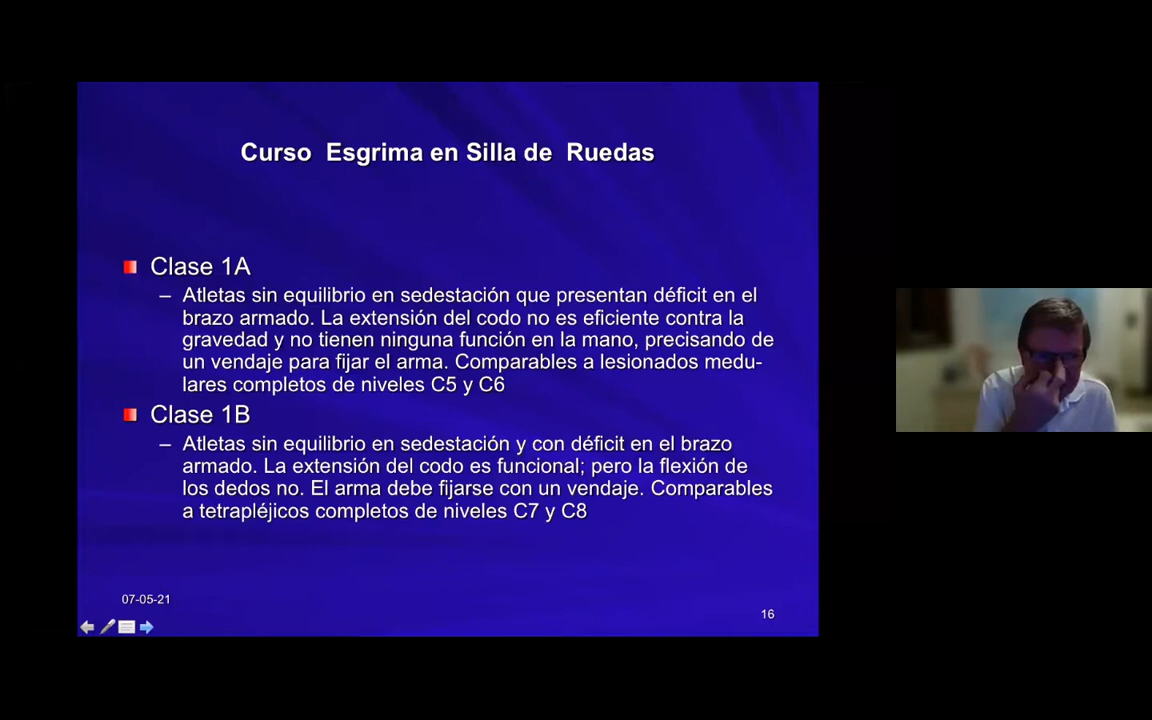 Curso  Esgrima en Silla de  Ruedas
Clase 1A
– Atletas sin equilibrio en sedestación que presentan déficit en el
brazo armado. La extensión del codo no es eficiente contra la
gravedad y no tienen ninguna función en la mano, precisando de
un vendaje para fijar el arma. Comparables a lesionados medu-
lares completos de niveles C5 y C6
Clase 1B
– Atletas sin equilibrio en sedestación y con déficit en el brazo
armado. La extensión del codo es funcional; pero la flexión de
los dedos no. El arma debe fijarse con un vendaje. Comparables
a tetrapléjicos completos de niveles C7 y C8
07-05-21
16